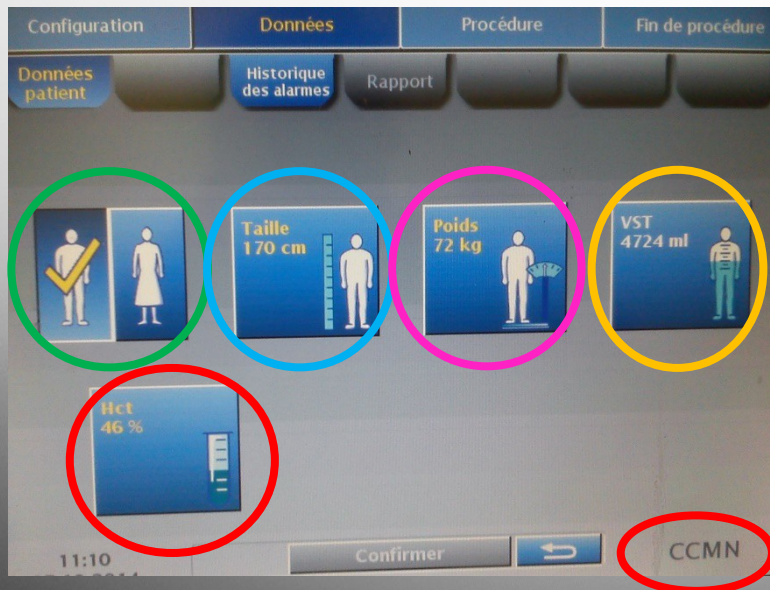 Configuration
Données
Procédure
Fin de procédure
Données
patient
Historique
des alarmes
Rapport
Taille
170 cm
Poids
72 kg
VST
4724 ml
Hct
46 %
11:10
Confirmer
CCMN